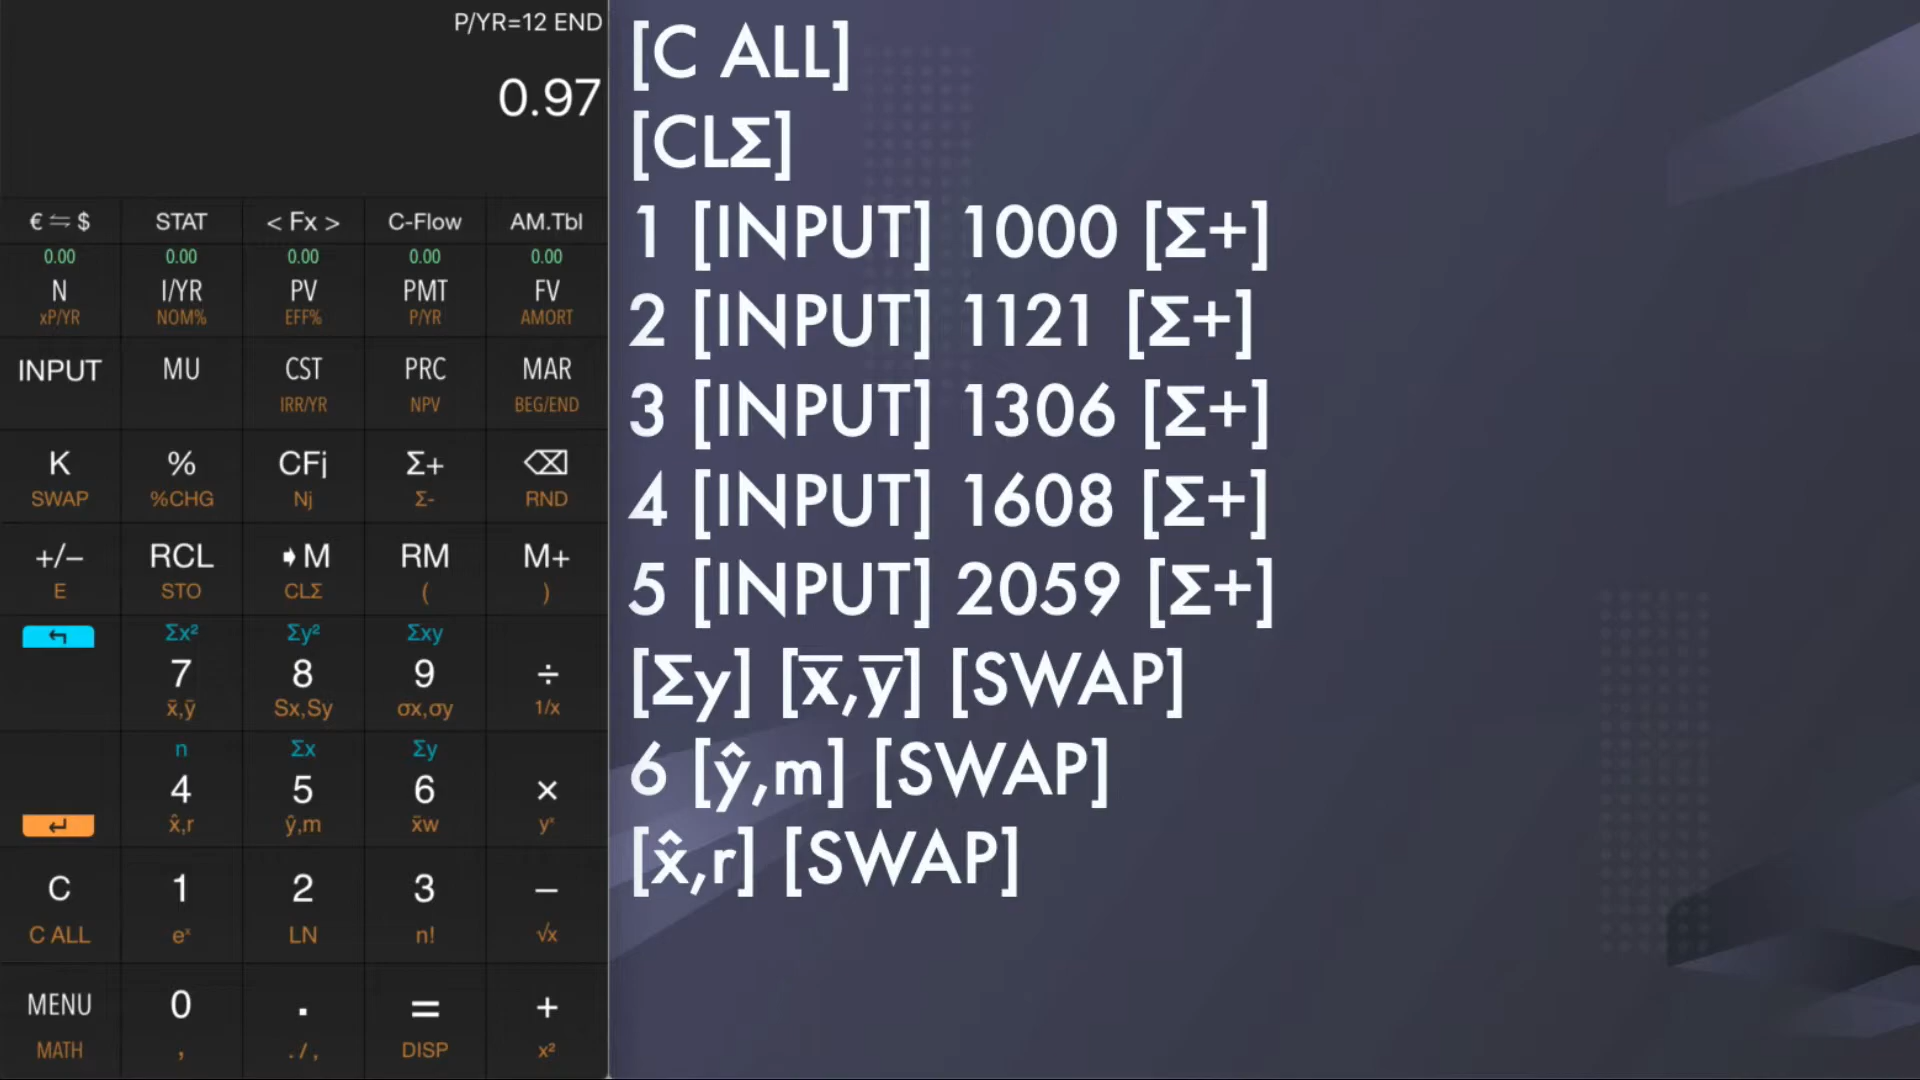 P/YR=12 END
0.97
€ ⇋ $ STAT < Fx > C-Flow AM.Tbl
0.00 0.00 0.00 0.00 0.00
N I/YR PV PMT FV
xP/YR NOM% EFF% P/YR AMORT
INPUT MU CST PRC MAR
IRR/YR NPV BEG/END
K % CFj Σ+ ⌫
SWAP %CHG Nj Σ- RND
+/− RCL ➧M RM M+
E STO CLΣ ( )
Σx² Σy² Σxy
7 8 9 ÷
x̄,ȳ Sx,Sy σx,σy 1/x
n Σx Σy
4 5 6 ×
x̂,r ŷ,m x̄w yˣ
C 1 2 3 −
C ALL eˣ LN n! √x
MENU 0 . = +
MATH , ./, DISP x²
[C ALL]
[CLΣ]
1 [INPUT] 1000 [Σ+]
2 [INPUT] 1121 [Σ+]
3 [INPUT] 1306 [Σ+]
4 [INPUT] 1608 [Σ+]
5 [INPUT] 2059 [Σ+]
[Σy] [x̅,y̅] [SWAP]
6 [ŷ,m] [SWAP]
[x̂,r] [SWAP]